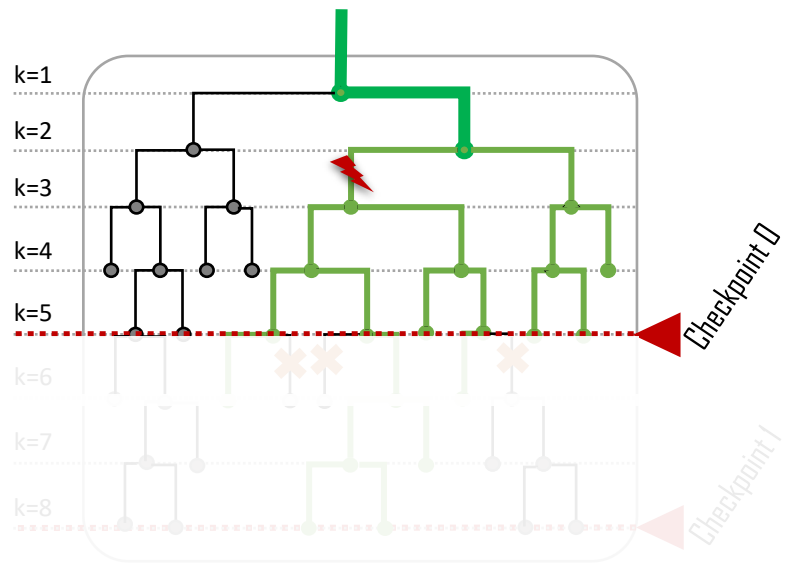 k=1
k=2
k=3
k=4
Checkpoint 0
k=5
k=6
k=7
Checkpoint 1
k=8